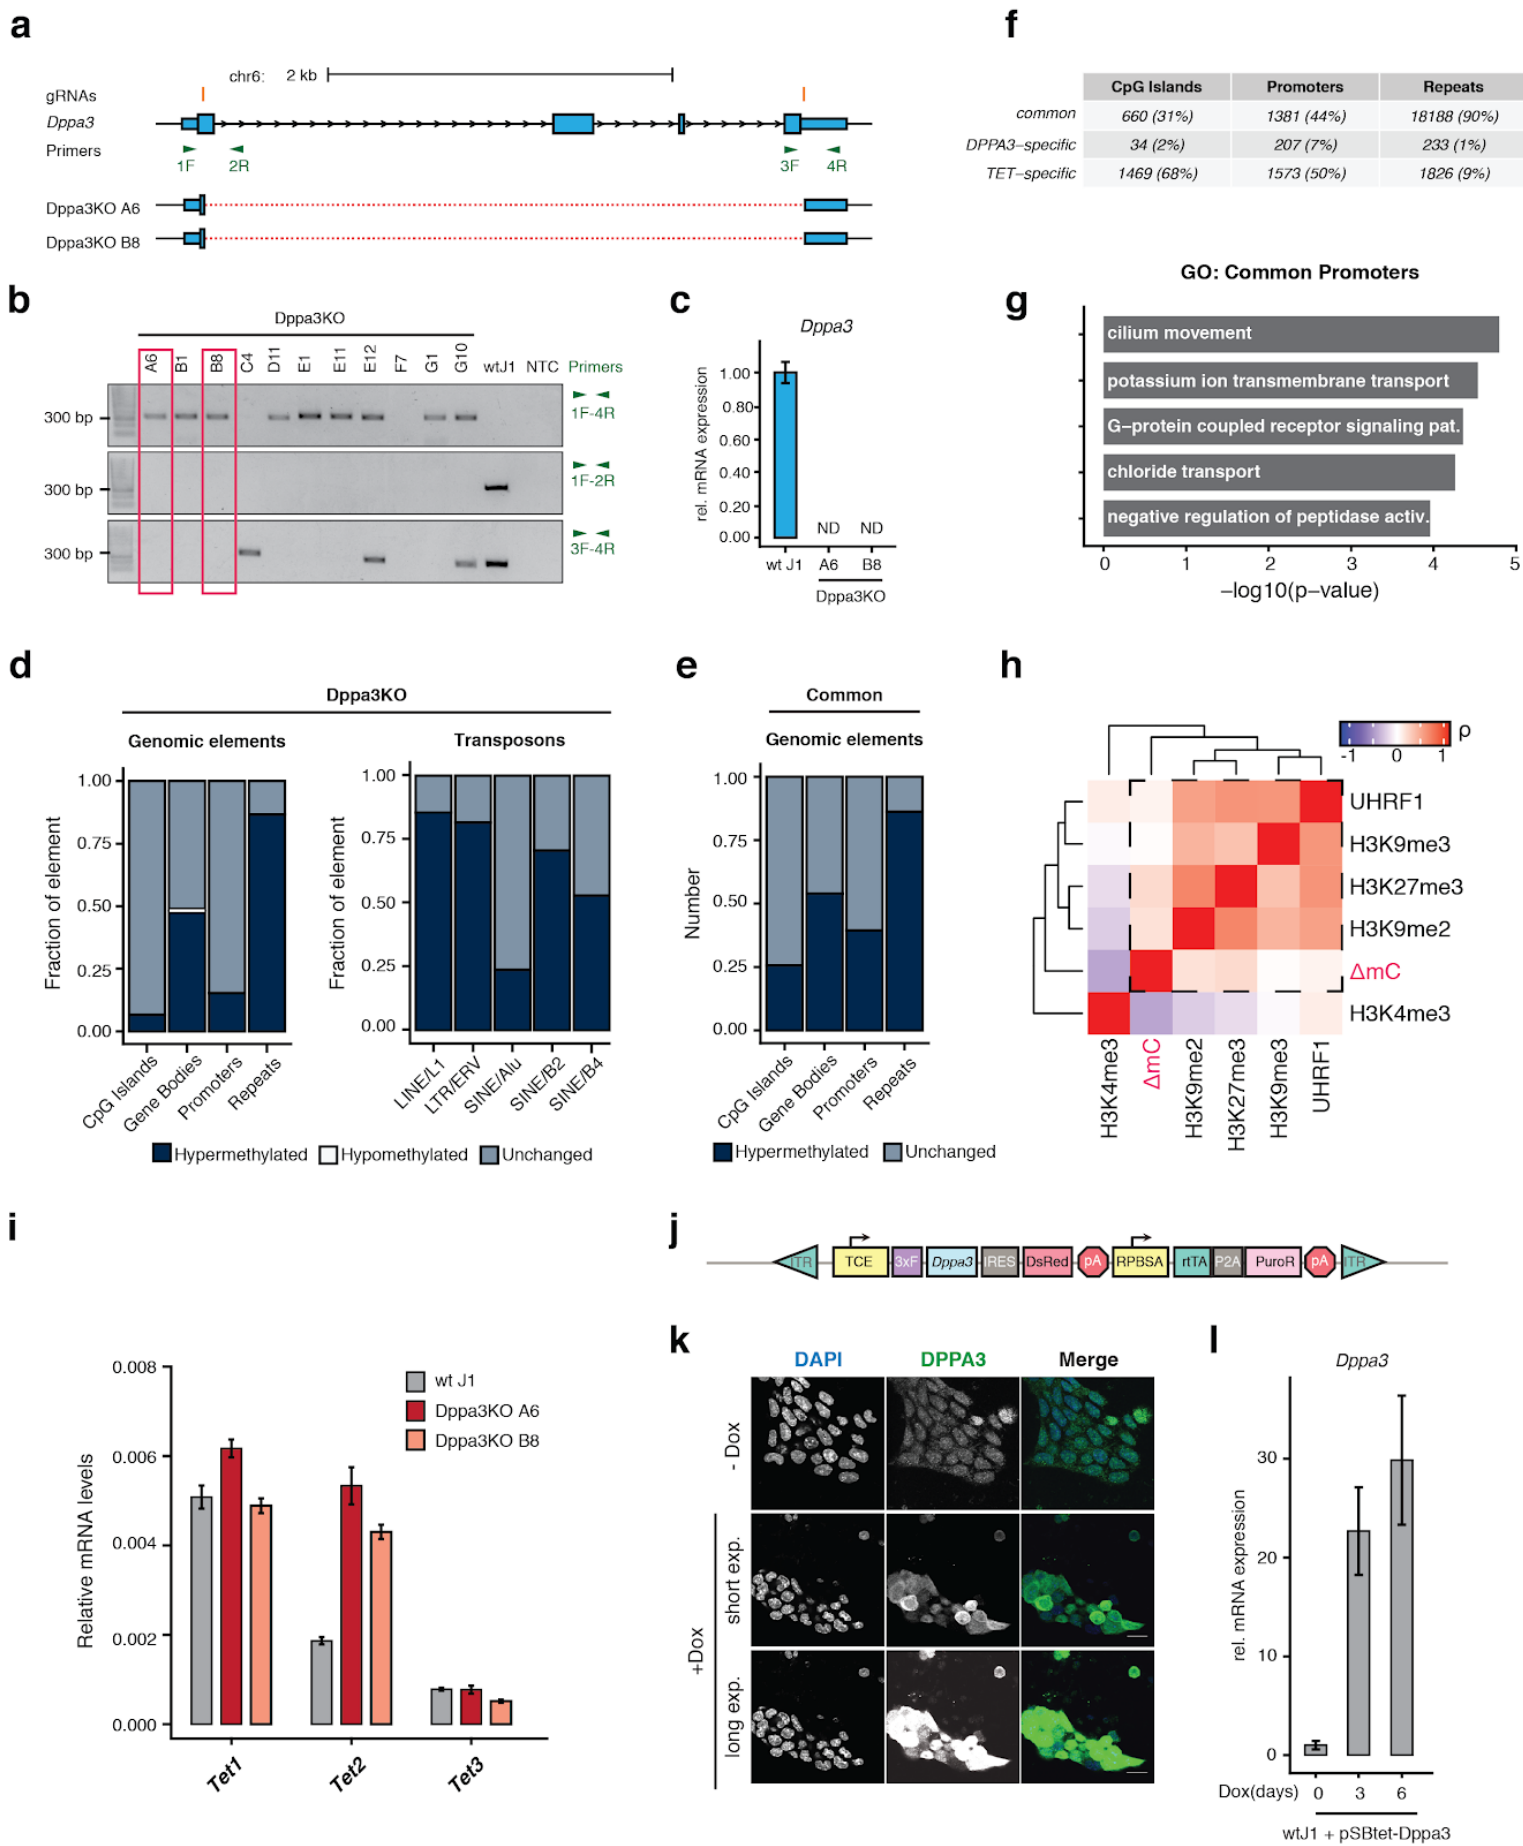 a
chr6: 2 kb
gRNAs
Dppa3
Primers
1F 2R 3F 4R
Dppa3KO A6
Dppa3KO B8
f
CpG Islands Promoters Repeats
common 660 (31%) 1381 (44%) 18188 (90%)
DPPA3−specific 34 (2%) 207 (7%) 233 (1%)
TET−specific 1469 (68%) 1573 (50%) 1826 (9%)
b
Dppa3KO
A6 B1 B8 C4 D11 E1 E11 E12 F7 G1 G10 wtJ1 NTC Primers
300 bp 1F-4R
300 bp 1F-2R
300 bp 3F-4R
c
Dppa3
rel. mRNA expression
1.00
0.80
0.60
0.40
0.20
0.00
ND ND
wt J1 A6 B8
Dppa3KO
g
GO: Common Promoters
cilium movement
potassium ion transmembrane transport
G−protein coupled receptor signaling pat.
chloride transport
negative regulation of peptidase activ.
0 1 2 3 4 5
−log10(p−value)
d
Dppa3KO
Genomic elements Transposons
Fraction of element
1.00
0.75
0.50
0.25
0.00
CpG Islands
Gene Bodies
Promoters
Repeats
Fraction of element
1.00
0.75
0.50
0.25
0.00
LINE/L1
LTR/ERV
SINE/Alu
SINE/B2
SINE/B4
Hypermethylated Hypomethylated Unchanged
e
Common
Genomic elements
Number
1.00
0.75
0.50
0.25
0.00
CpG Islands
Gene Bodies
Promoters
Repeats
Hypermethylated Unchanged
h
-1 0 1 ρ
UHRF1
H3K9me3
H3K27me3
H3K9me2
ΔmC
H3K4me3
H3K4me3
ΔmC
H3K9me2
H3K27me3
H3K9me3
UHRF1
i
Relative mRNA levels
0.008
0.006
0.004
0.002
0.000
wt J1
Dppa3KO A6
Dppa3KO B8
Tet1
Tet2
Tet3
j
ITR TCE 3xF Dppa3 IRES DsRed pA RPBSA rtTA P2A PuroR pA ITR
k
DAPI DPPA3 Merge
- Dox
+Dox
short exp.
long exp.
l
Dppa3
rel. mRNA expression
30
20
10
0
Dox(days) 0 3 6
wtJ1 + pSBtet-Dppa3